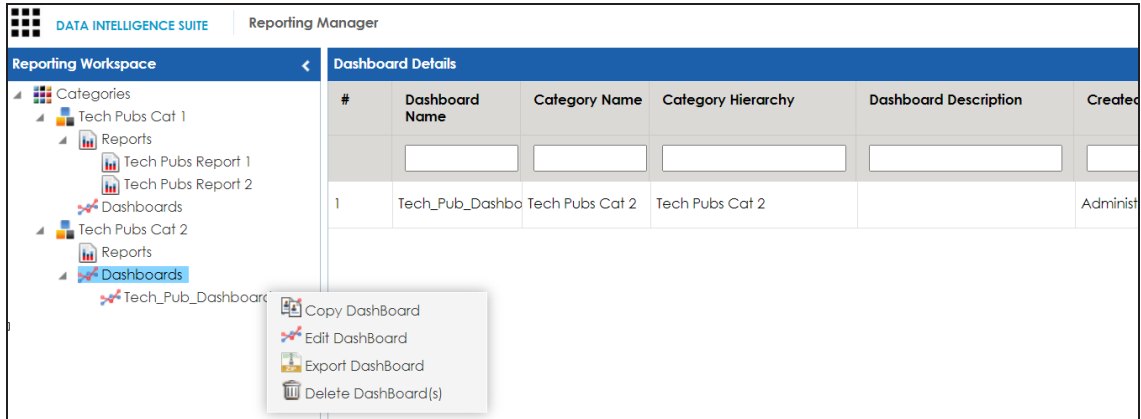 DATA INTELLIGENCE SUITE Reporting Manager
Reporting Workspace
Categories
Tech Pubs Cat 1
Reports
Tech Pubs Report 1
Tech Pubs Report 2
Dashboards
Tech Pubs Cat 2
Reports
Dashboards
Tech_Pub_Dashboard
Copy DashBoard
Edit DashBoard
Export DashBoard
Delete DashBoard(s)
Dashboard Details
# Dashboard Name Category Name Category Hierarchy Dashboard Description Created
1 Tech_Pub_Dashbo Tech Pubs Cat 2 Tech Pubs Cat 2 Administ